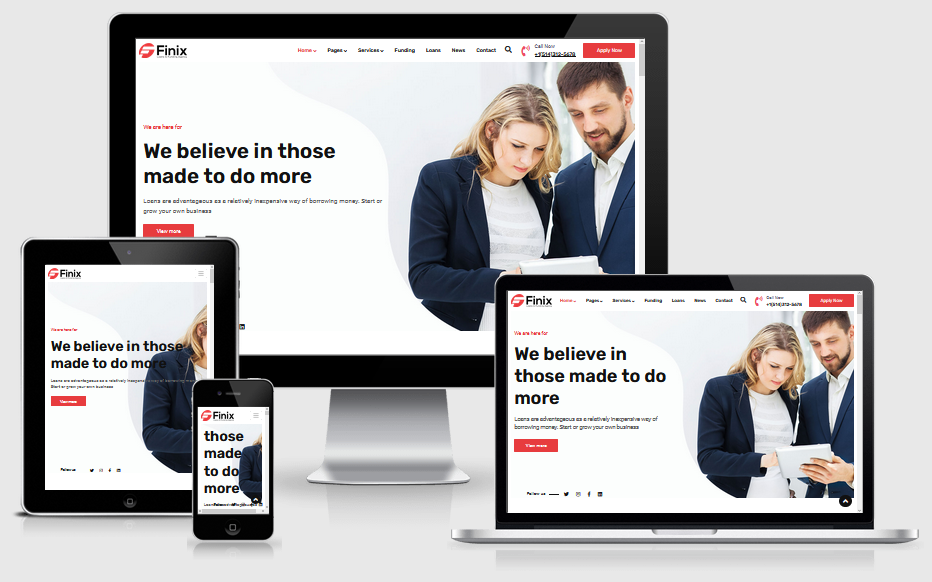 Finix
Home Pages Services Funding Loans News Contact
Call Now
+1(514)312-5678
Apply Now
We are here for
We believe in those
made to do more
Loans are advantageous as a relatively inexpensive way of borrowing money. Start or
grow your own business
View more
Finix
We are here for
We believe in those
made to do more
Loans are advantageous as a relatively inexpensive way of borrowing money.
Start or grow your own business
View more
Follow us
Finix
those
made
to do
more
Finix
Home Pages Services Funding Loans News Contact
Call Now
+1(514)312-5678
Apply Now
We are here for
We believe in
those made to do
more
Loans are advantageous as a relatively inexpensive way of
borrowing money. Start or grow your own business
View more
Follow us